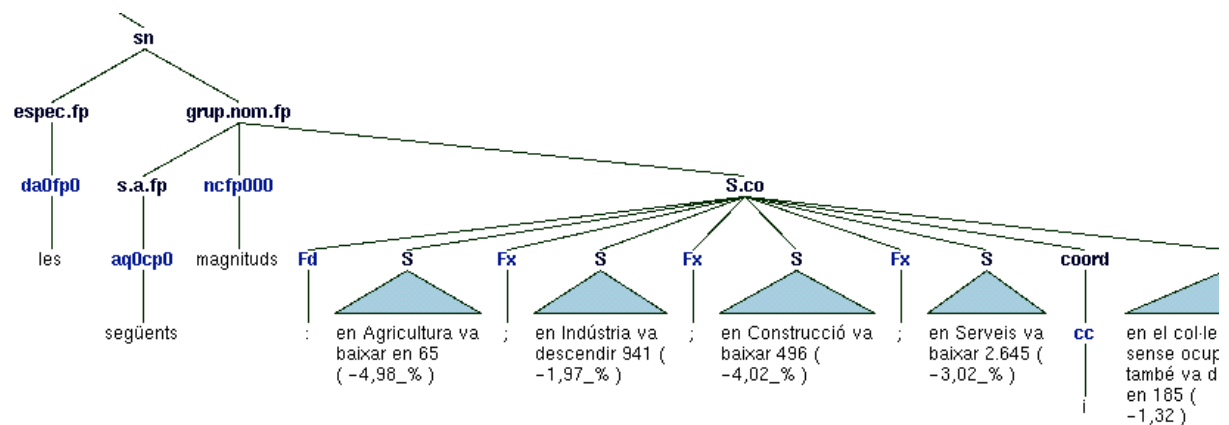 sn
espec.fp grup.nom.fp
da0fp0 s.a.fp ncfp000 S.co
les aq0cp0 magnituds Fd S Fx S Fx S Fx S coord
següents : en Agricultura va ; en Indústria va ; en Construcció va ; en Serveis va cc en el col·le
baixar en 65 descendir 941 ( baixar 496 ( baixar 2.645 ( sense ocup
( -4,98_% ) -1,97_% ) -4,02_% ) -3,02_% ) també va d
i en 185 (
-1,32 )